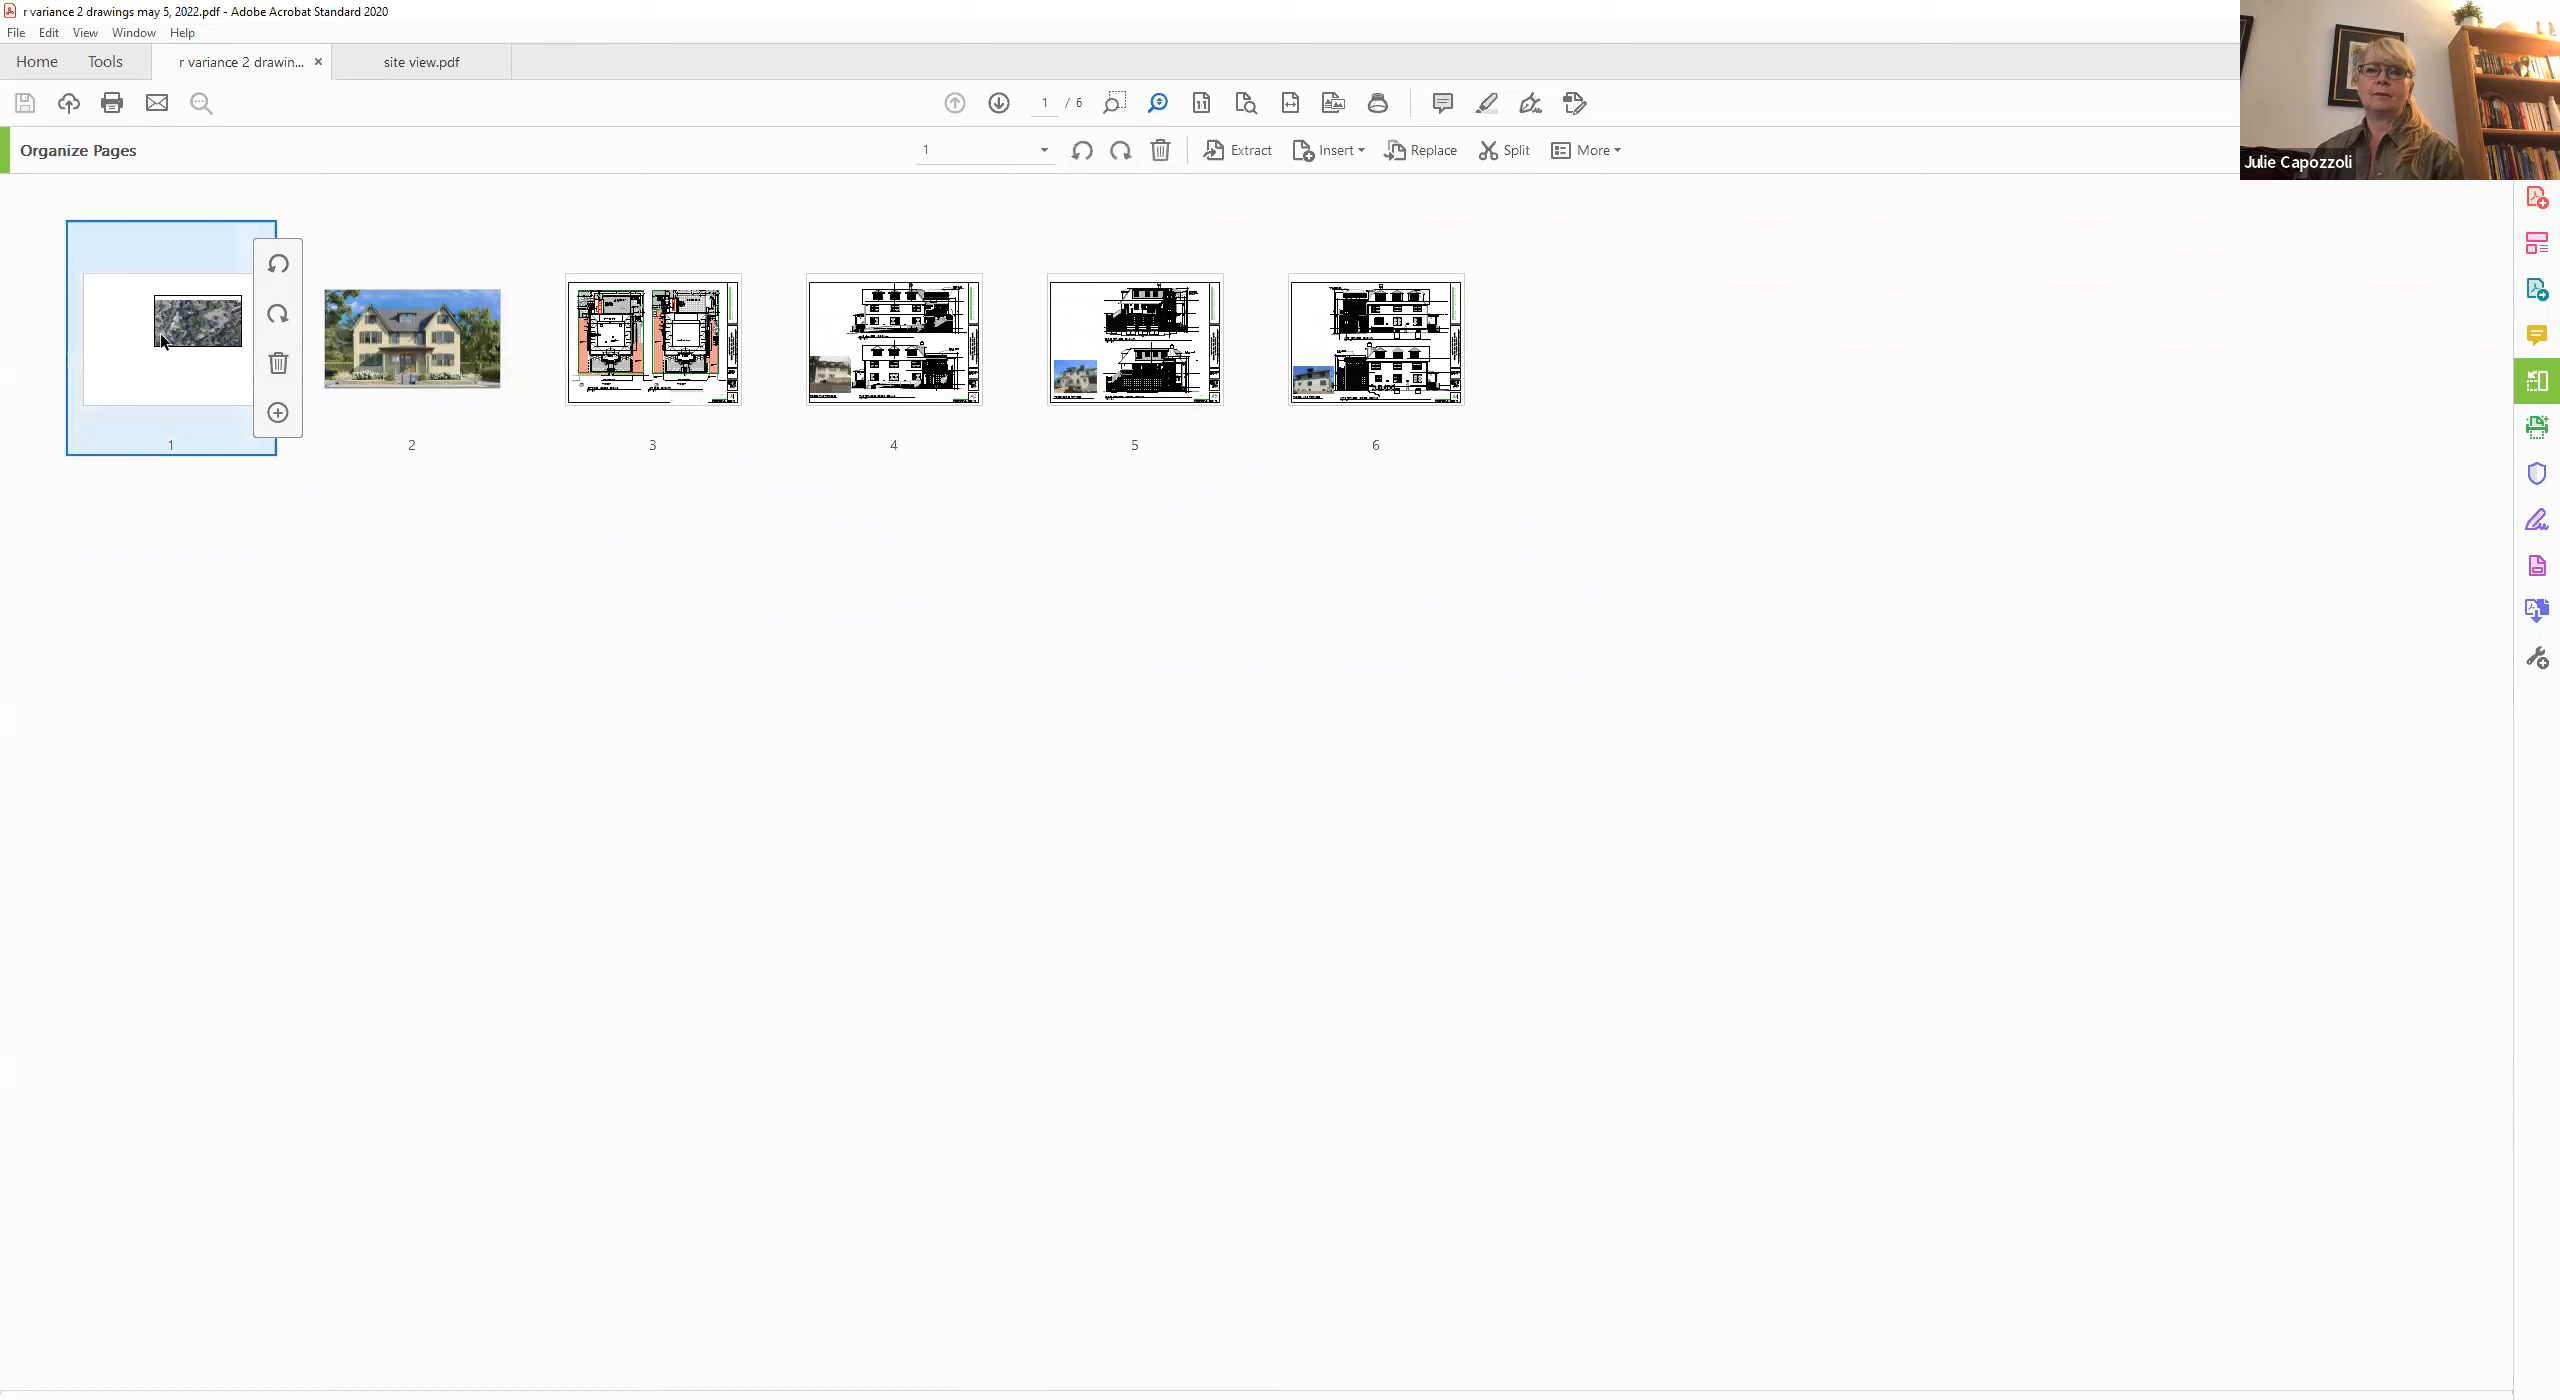 r variance 2 drawings may 5, 2022.pdf - Adobe Acrobat Standard 2020
File Edit View Window Help
Home Tools r variance 2 drawin... × site view.pdf
1 / 6
Organize Pages 1 Extract Insert Replace Split More
Julie Capozzoli
1 2 3 4 5 6